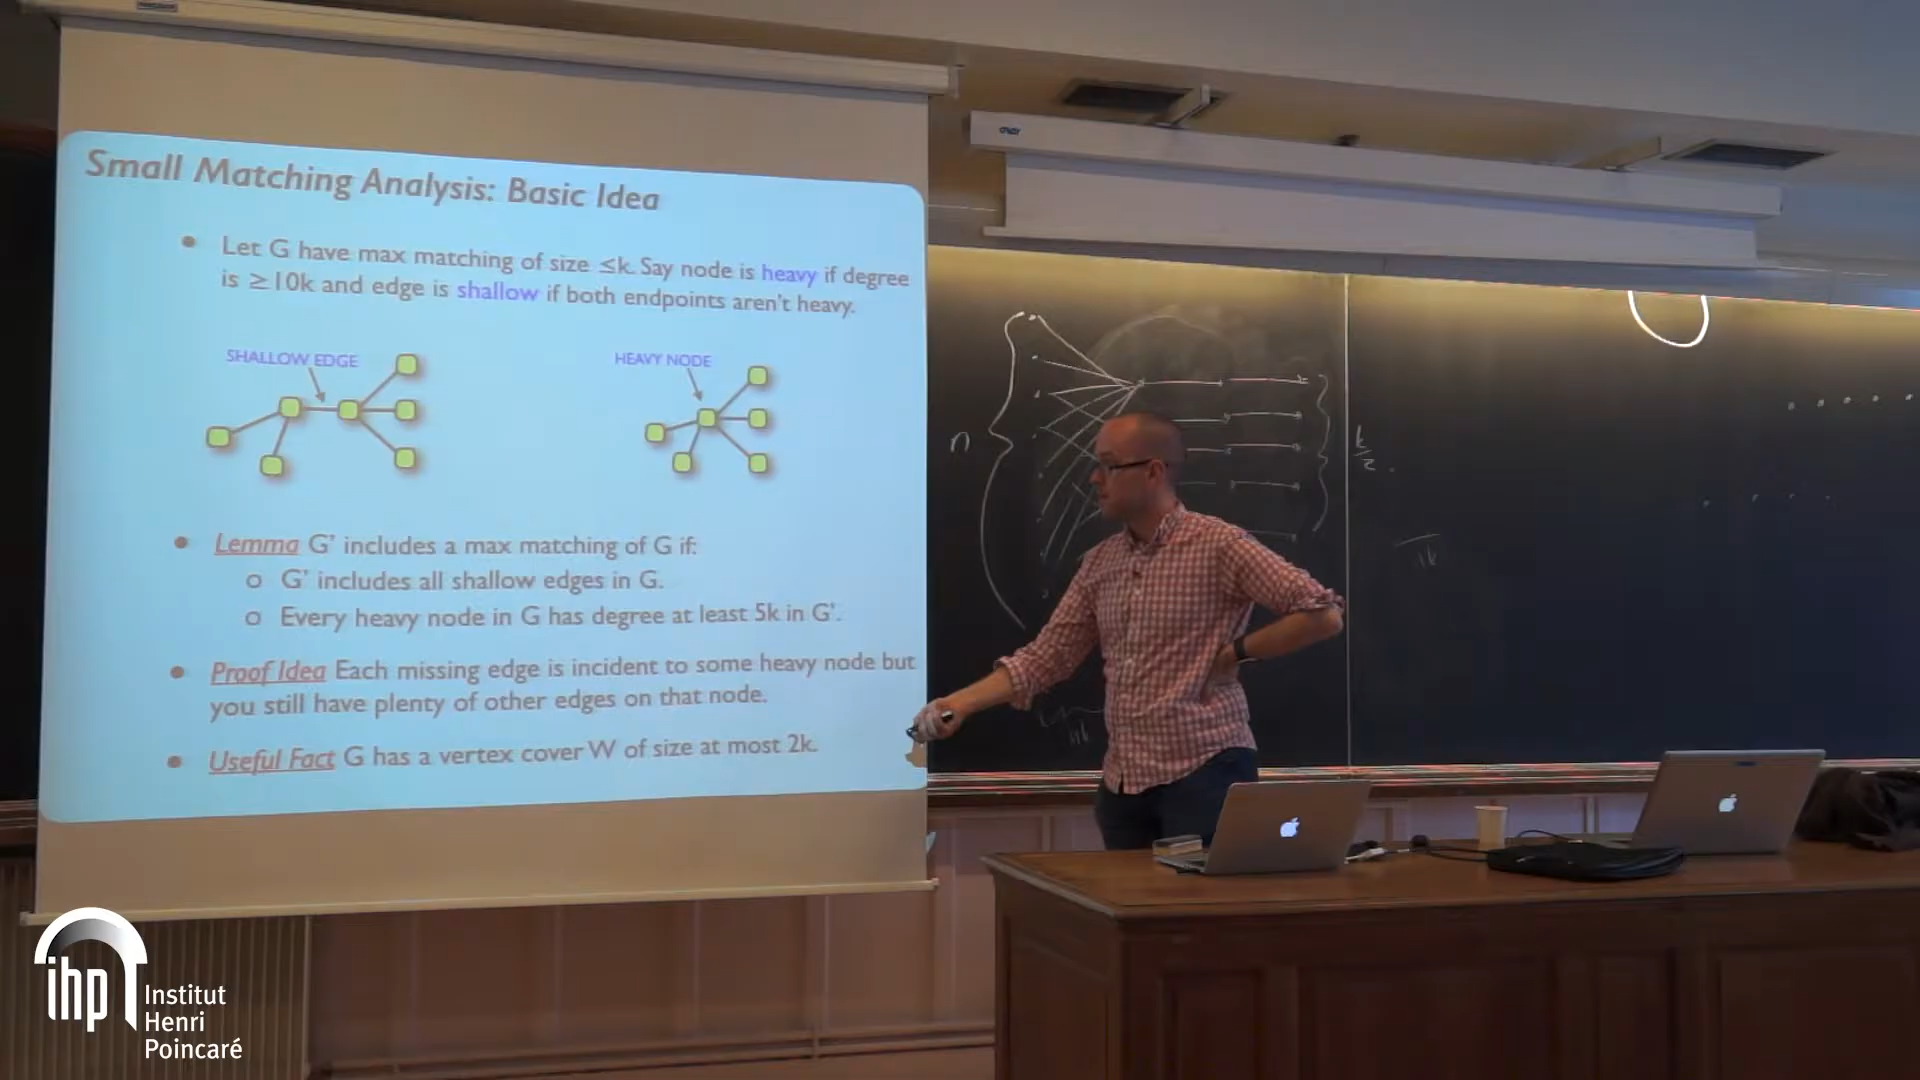 Small Matching Analysis: Basic Idea
Let G have max matching of size ≤k. Say node is heavy if degree
is ≥10k and edge is shallow if both endpoints aren't heavy.
SHALLOW EDGE
HEAVY NODE
Lemma G' includes a max matching of G if:
G' includes all shallow edges in G.
Every heavy node in G has degree at least 5k in G'.
Proof Idea Each missing edge is incident to some heavy node but
you still have plenty of other edges on that node.
Useful Fact G has a vertex cover W of size at most 2k.
n
k/2
ihp
Institut
Henri
Poincaré